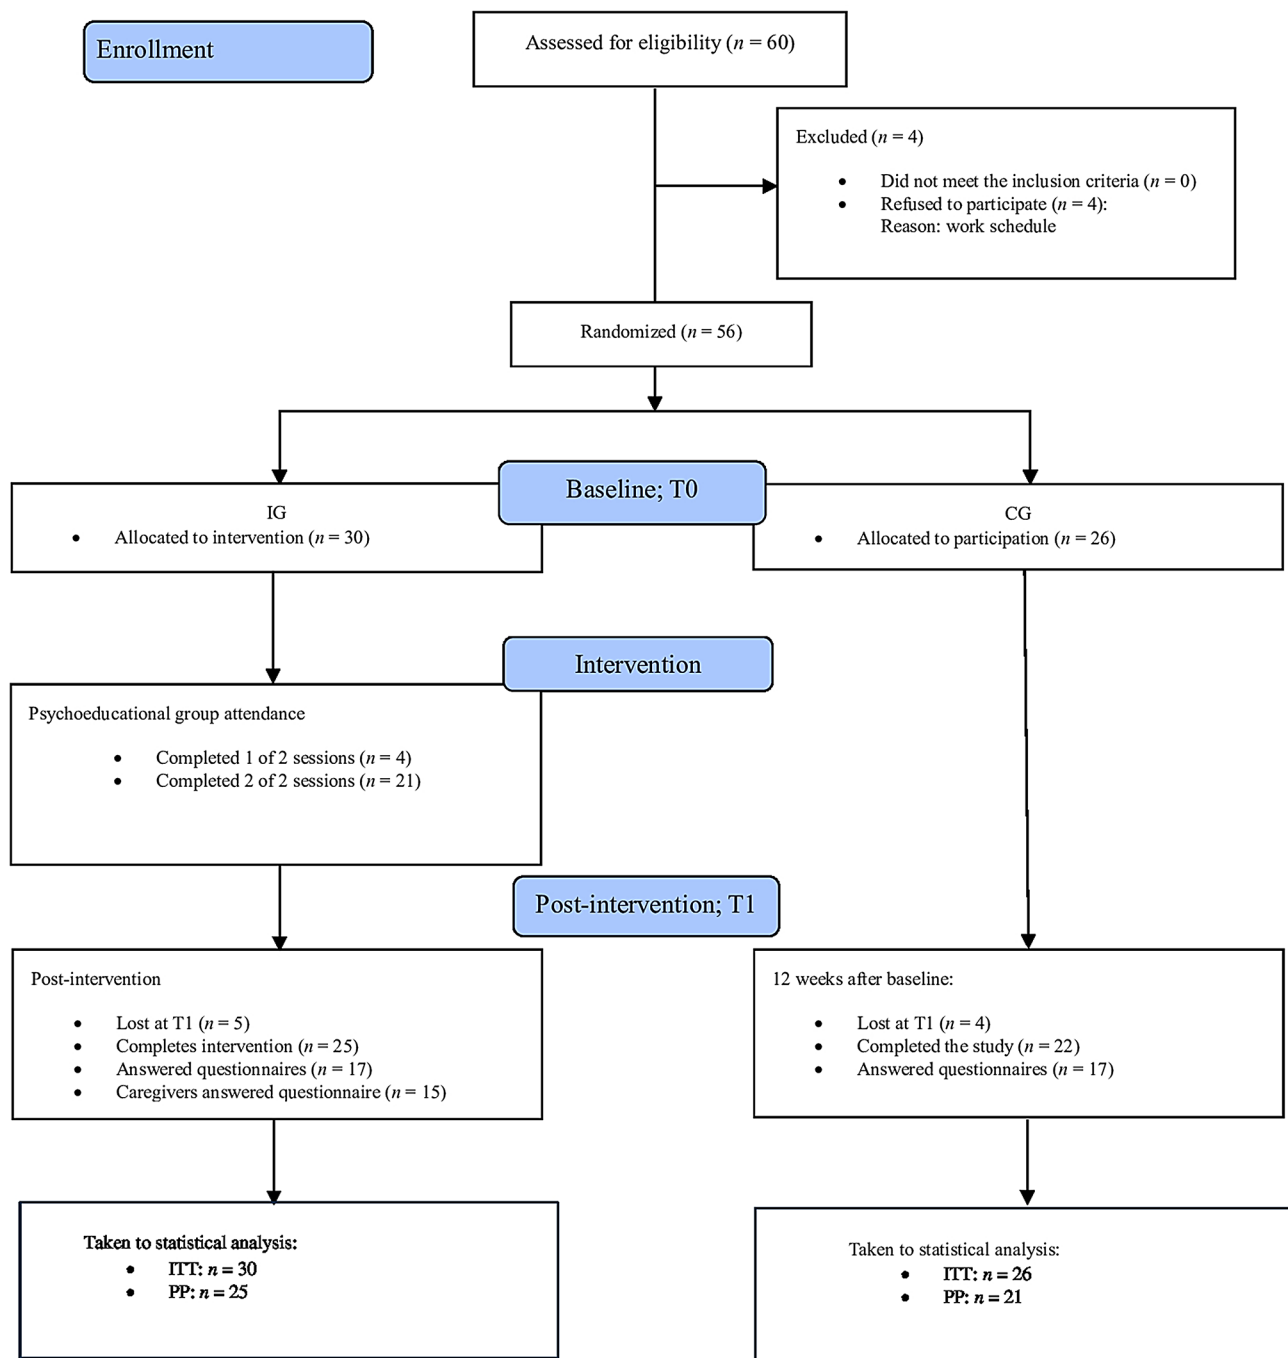 Enrollment
Assessed for eligibility (n = 60)
Excluded (n = 4)
• Did not meet the inclusion criteria (n = 0)
• Refused to participate (n = 4):
Reason: work schedule
Randomized (n = 56)
Baseline; T0
IG
• Allocated to intervention (n = 30)
CG
• Allocated to participation (n = 26)
Intervention
Psychoeducational group attendance
• Completed 1 of 2 sessions (n = 4)
• Completed 2 of 2 sessions (n = 21)
Post-intervention; T1
Post-intervention
• Lost at T1 (n = 5)
• Completes intervention (n = 25)
• Answered questionnaires (n = 17)
• Caregivers answered questionnaire (n = 15)
12 weeks after baseline:
• Lost at T1 (n = 4)
• Completed the study (n = 22)
• Answered questionnaires (n = 17)
Taken to statistical analysis:
• ITT: n = 30
• PP: n = 25
Taken to statistical analysis:
• ITT: n = 26
• PP: n = 21